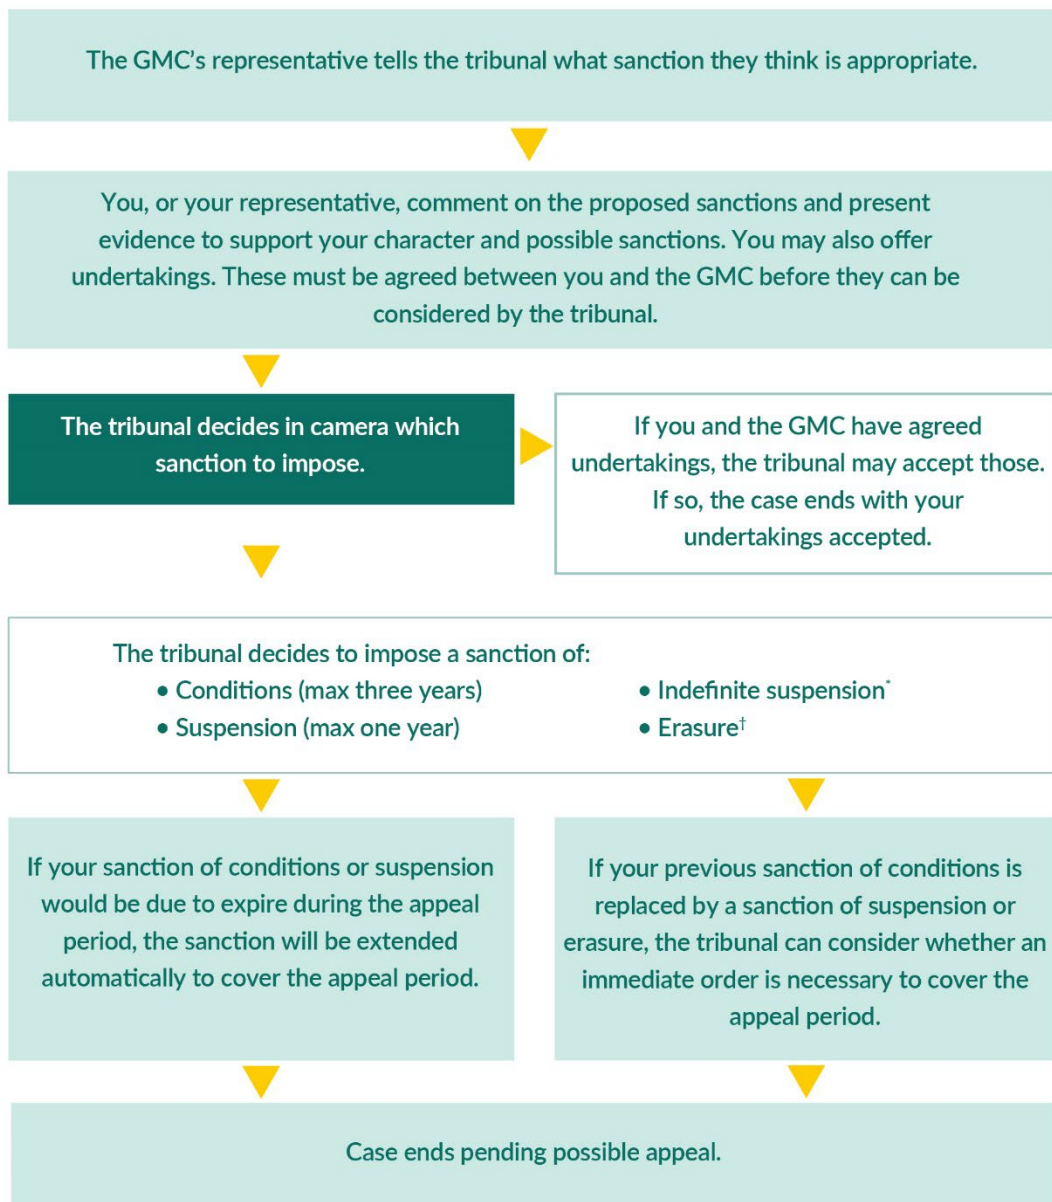 The GMC's representative tells the tribunal what sanction they think is appropriate.
You, or your representative, comment on the proposed sanctions and present
evidence to support your character and possible sanctions. You may also offer
undertakings. These must be agreed between you and the GMC before they can be
considered by the tribunal.
The tribunal decides in camera which
sanction to impose.
If you and the GMC have agreed
undertakings, the tribunal may accept those.
If so, the case ends with your
undertakings accepted.
The tribunal decides to impose a sanction of:
• Conditions (max three years)
• Suspension (max one year)
• Indefinite suspension*
• Erasure†
If your sanction of conditions or suspension
would be due to expire during the appeal
period, the sanction will be extended
automatically to cover the appeal period.
If your previous sanction of conditions is
replaced by a sanction of suspension or
erasure, the tribunal can consider whether an
immediate order is necessary to cover the
appeal period.
Case ends pending possible appeal.